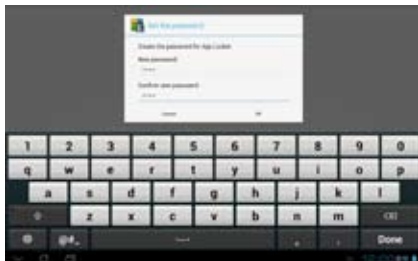 Set the password
Create the password for App Locker.
New password
Confirm new password
Cancel OK
1 2 3 4 5 6 7 8 9 0
q w e r t y u i o p
a s d f g h j k l
z x c v b n m
@#_ . , Done